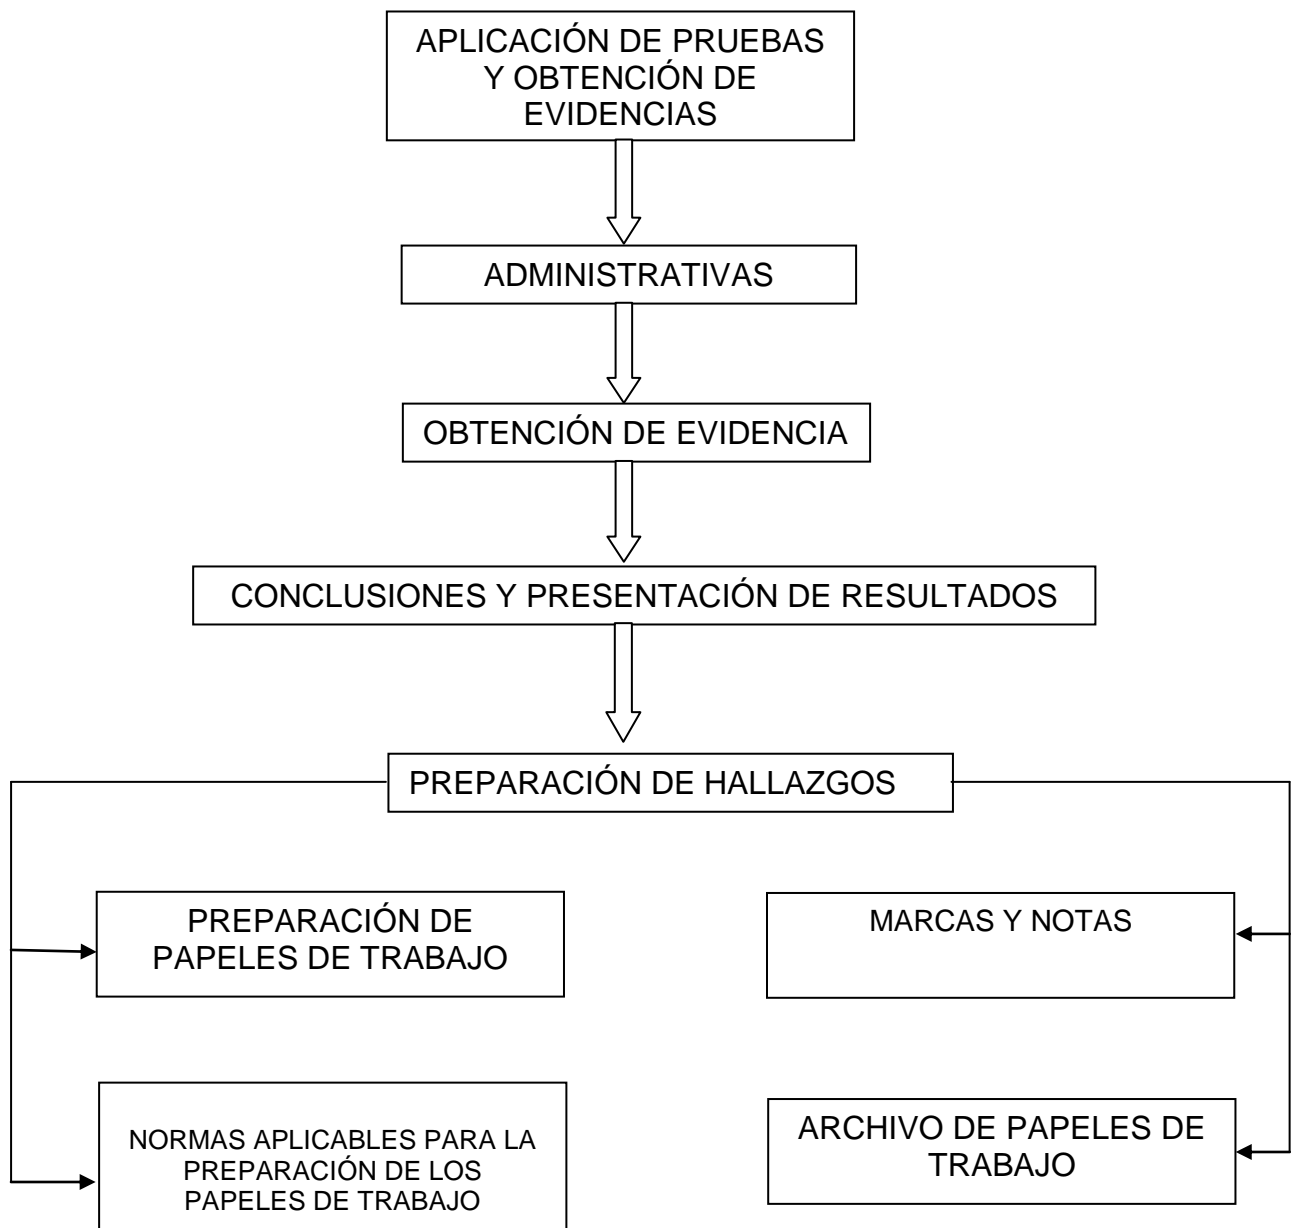 APLICACIÓN DE PRUEBAS
Y OBTENCIÓN DE
EVIDENCIAS
ADMINISTRATIVAS
OBTENCIÓN DE EVIDENCIA
CONCLUSIONES Y PRESENTACIÓN DE RESULTADOS
PREPARACIÓN DE HALLAZGOS
PREPARACIÓN DE
PAPELES DE TRABAJO
MARCAS Y NOTAS
NORMAS APLICABLES PARA LA
PREPARACIÓN DE LOS
PAPELES DE TRABAJO
ARCHIVO DE PAPELES DE
TRABAJO